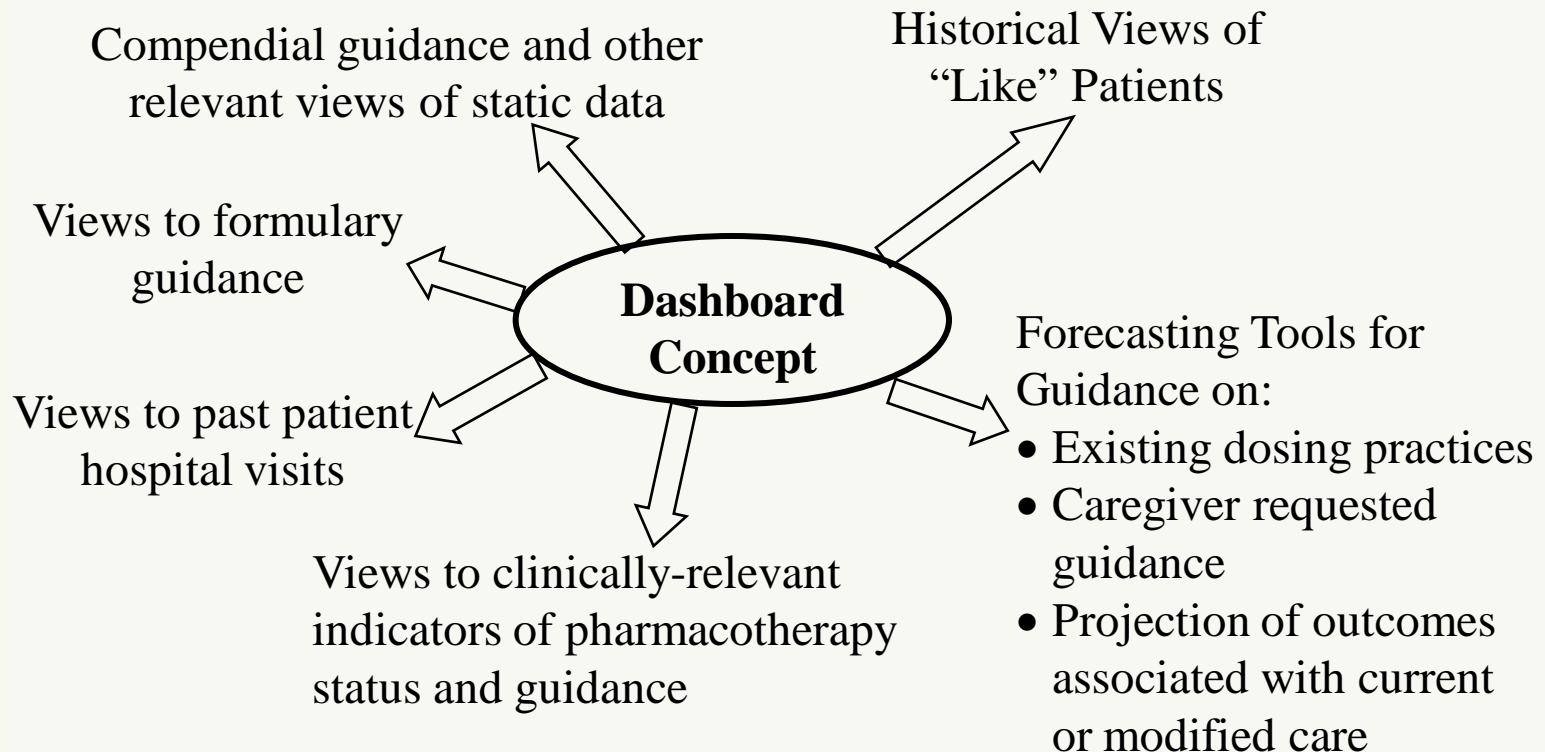 Compendial guidance and other
relevant views of static data
Historical Views of
“Like” Patients
Views to formulary
guidance
Dashboard
Concept
Views to past patient
hospital visits
Forecasting Tools for
Guidance on:
• Existing dosing practices
• Caregiver requested
guidance
• Projection of outcomes
associated with current
or modified care
Views to clinically-relevant
indicators of pharmacotherapy
status and guidance